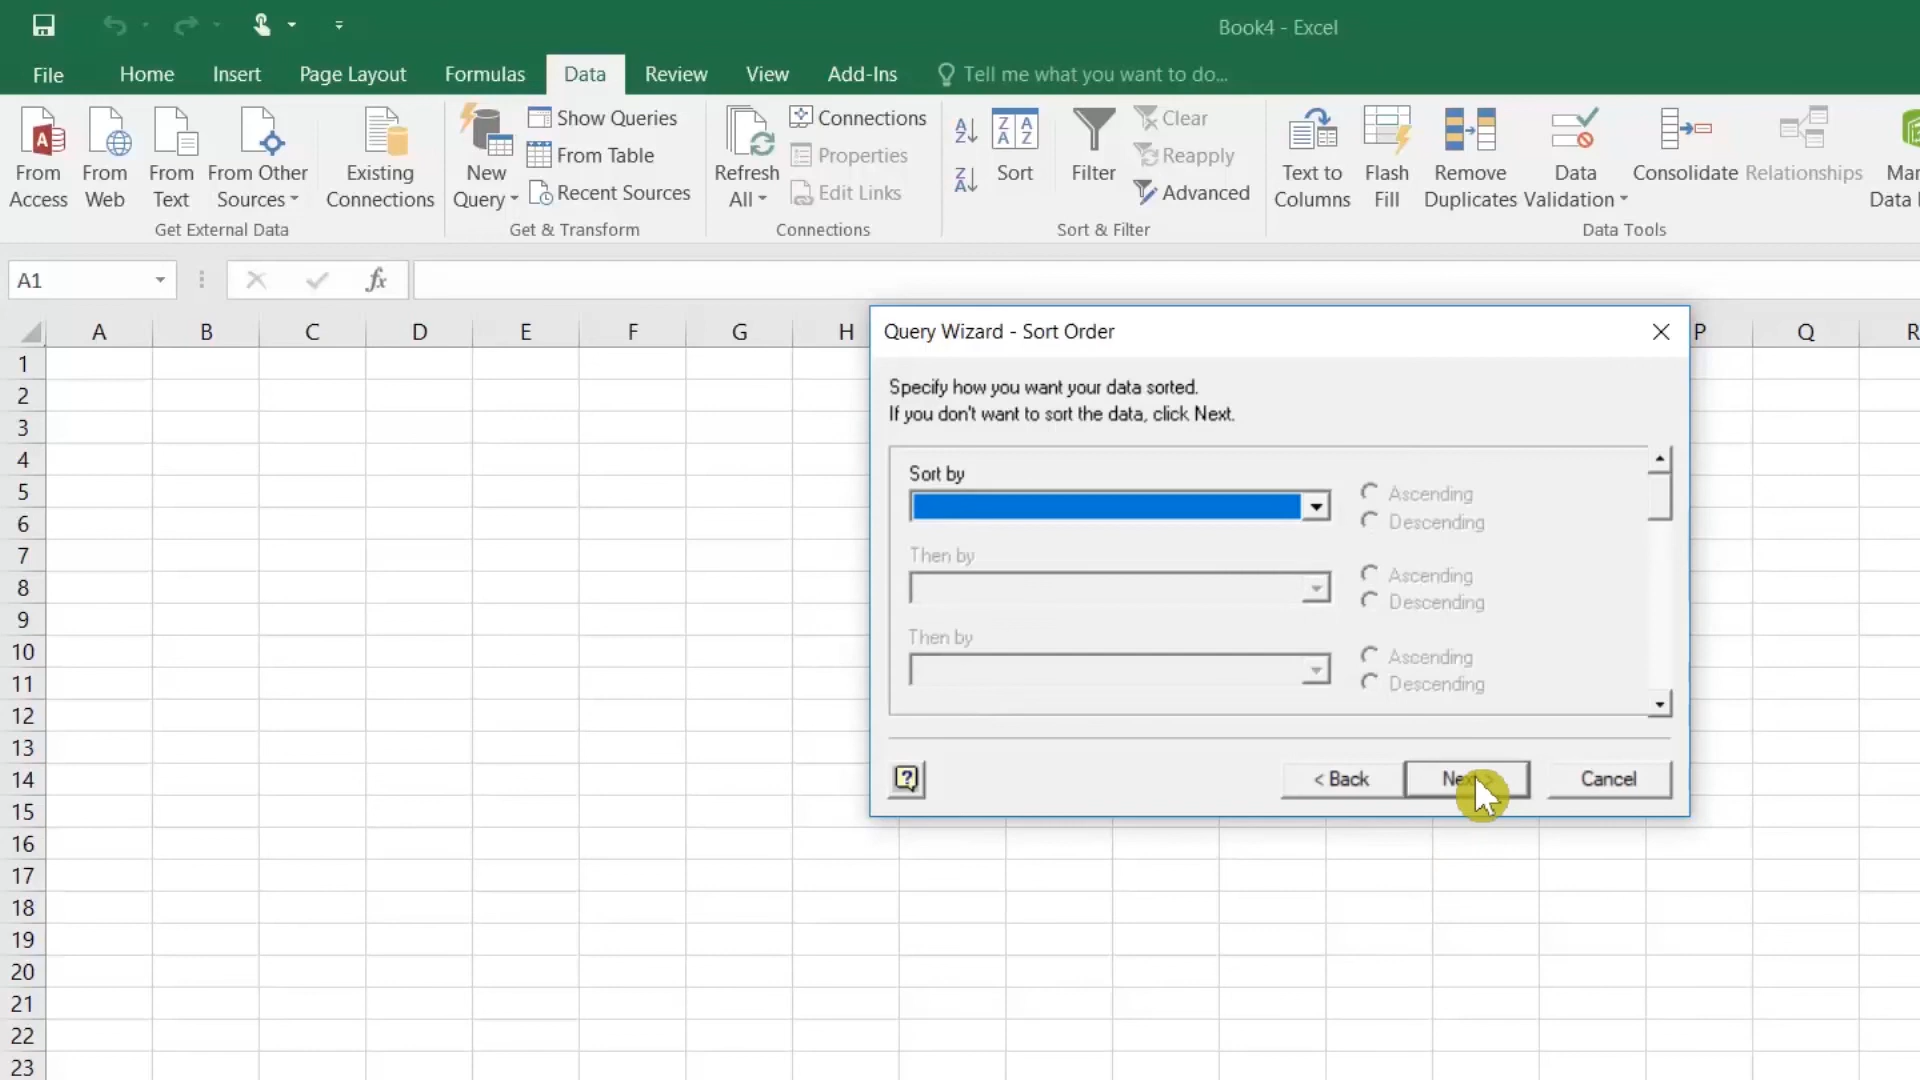 Book4 - Excel
File Home Insert Page Layout Formulas Data Review View Add-Ins Tell me what you want to do...
From Access
From Web
From Text
From Other Sources
Existing Connections
Get External Data
New Query
Show Queries
From Table
Recent Sources
Get & Transform
Refresh All
Connections
Properties
Edit Links
Connections
Sort
Filter
Clear
Reapply
Advanced
Sort & Filter
Text to Columns
Flash Fill
Remove Duplicates
Data Validation
Consolidate
Relationships
Data
Data Tools
A1
fx
A B C D E F G H P Q R
1
2
3
4
5
6
7
8
9
10
11
12
13
14
15
16
17
18
19
20
21
22
23
Query Wizard - Sort Order
Specify how you want your data sorted.
If you don't want to sort the data, click Next.
Sort by
Ascending
Descending
Then by
Ascending
Descending
Then by
Ascending
Descending
< Back Next > Cancel